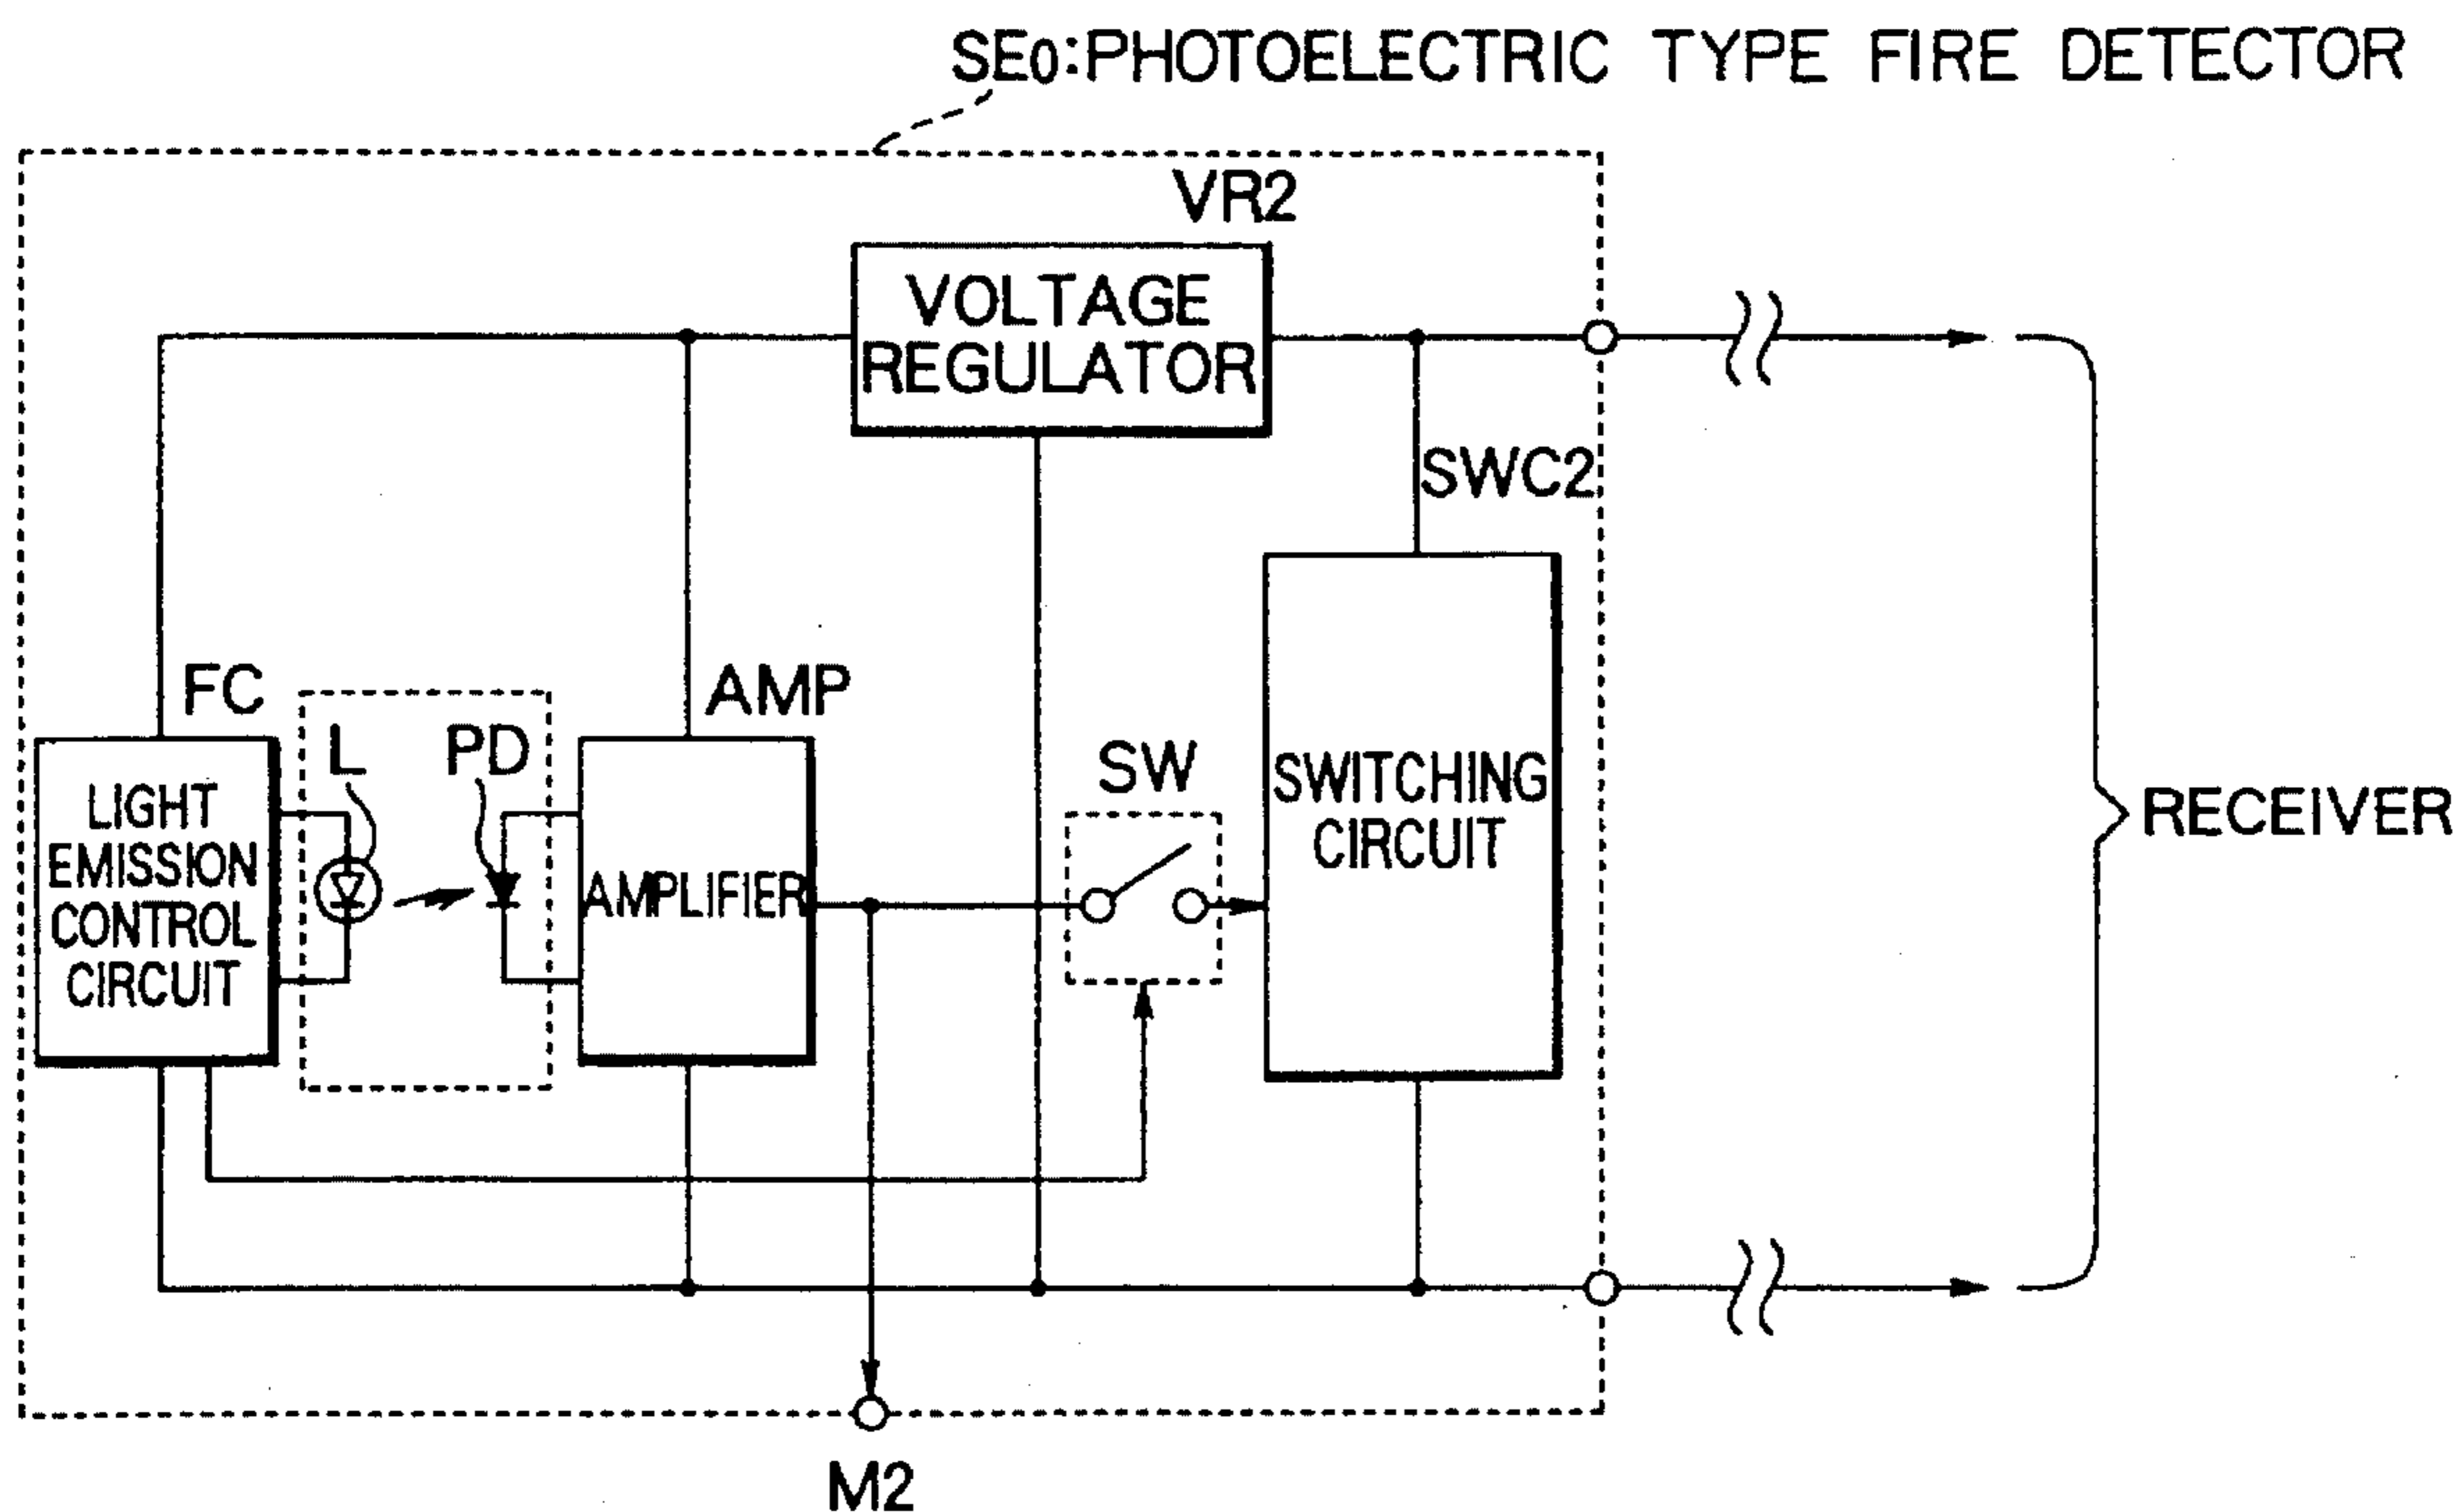 SE0:PHOTOELECTRIC TYPE FIRE DETECTOR
VR2
VOLTAGE
REGULATOR
SWC2
FC
L
PD
AMP
SW
LIGHT
EMISSION
CONTROL
CIRCUIT
AMPLIFIER
SWITCHING
CIRCUIT
RECEIVER
M2